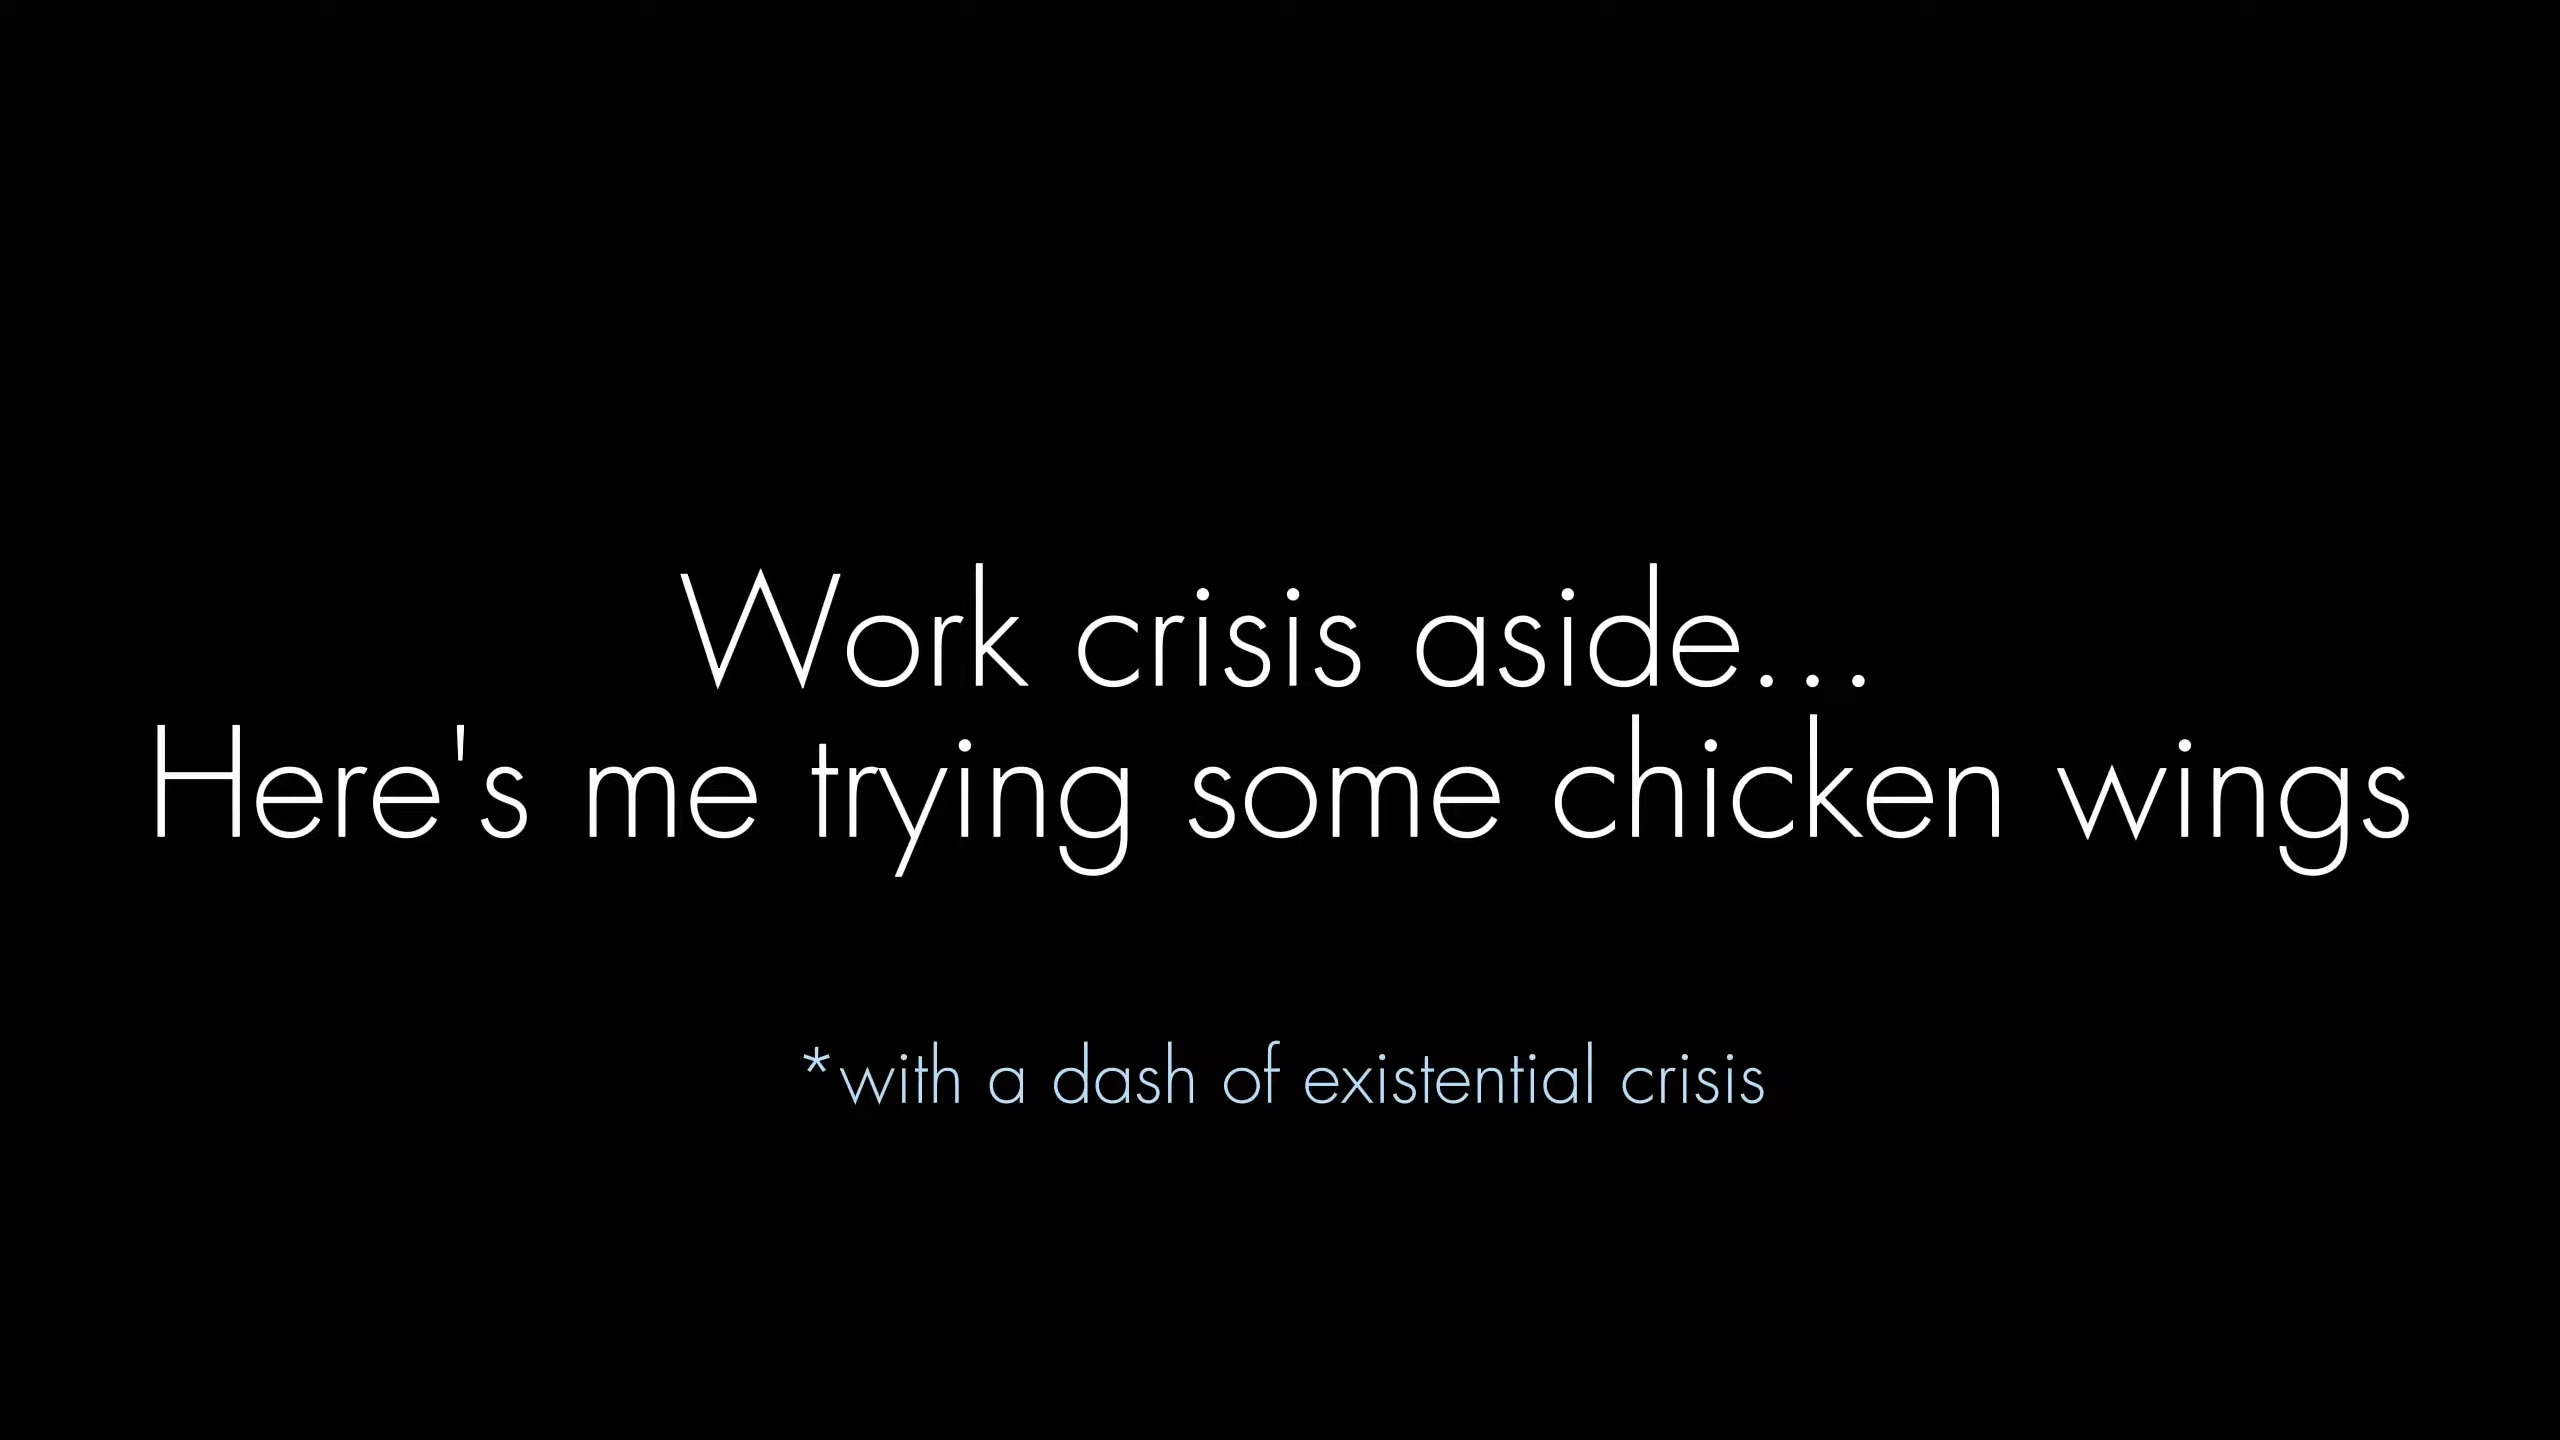 Work crisis aside...
Here's me trying some chicken wings
*with a dash of existential crisis